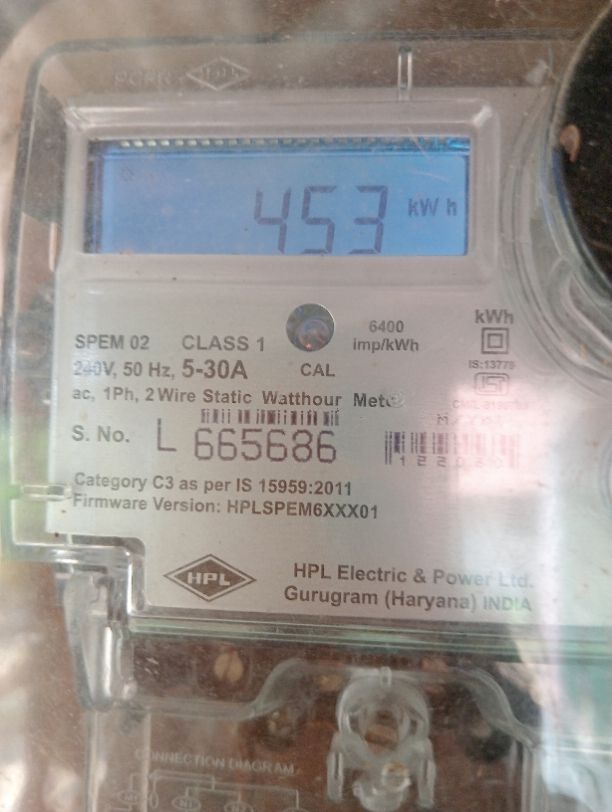 HPL
453 kW h
SPEM 02 CLASS 1
6400
imp/kWh
kWh
240V, 50 Hz, 5-30A
CAL
IS:13779
ac, 1Ph, 2 Wire Static Watthour Meter
S. No. L 665686
Category C3 as per IS 15959:2011
Firmware Version: HPLSPEM6XXX01
HPL
HPL Electric & Power Ltd.
Gurugram (Haryana) INDIA
CONNECTION DIAGRAM